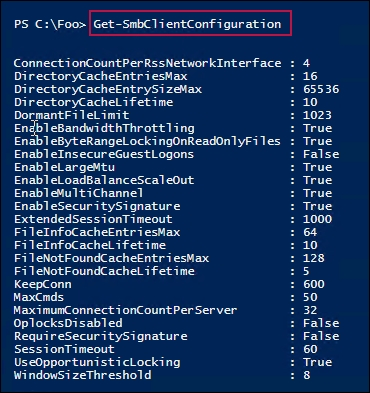 PS C:\Foo> Get-SmbClientConfiguration
ConnectionCountPerRssNetworkInterface : 4
DirectoryCacheEntriesMax : 16
DirectoryCacheEntrySizeMax : 65536
DirectoryCacheLifetime : 10
DormantFileLimit : 1023
EnableBandwidthThrottling : True
EnableByteRangeLockingOnReadOnlyFiles : True
EnableInsecureGuestLogons : False
EnableLargeMtu : True
EnableLoadBalanceScaleOut : True
EnableMultiChannel : True
EnableSecuritySignature : True
ExtendedSessionTimeout : 1000
FileInfoCacheEntriesMax : 64
FileInfoCacheLifetime : 10
FileNotFoundCacheEntriesMax : 128
FileNotFoundCacheLifetime : 5
KeepConn : 600
MaxCmds : 50
MaximumConnectionCountPerServer : 32
OplocksDisabled : False
RequireSecuritySignature : False
SessionTimeout : 60
UseOpportunisticLocking : True
WindowSizeThreshold : 8